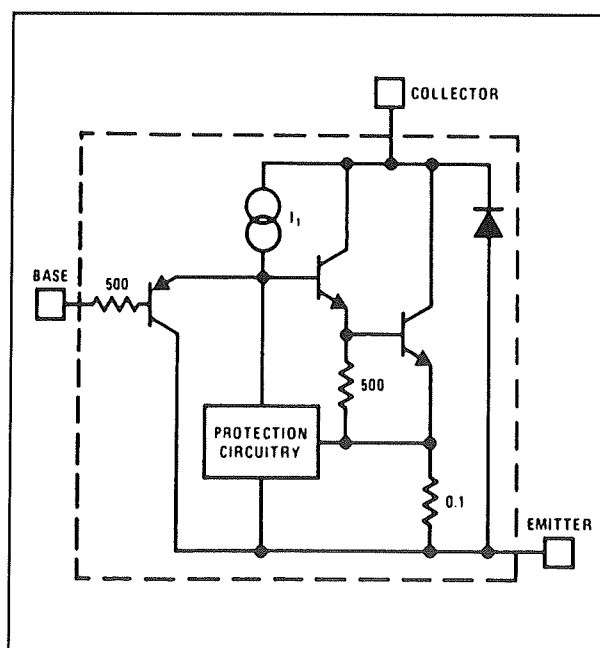 COLLECTOR
I₁
BASE
500
500
PROTECTION
CIRCUITRY
0.1
EMITTER